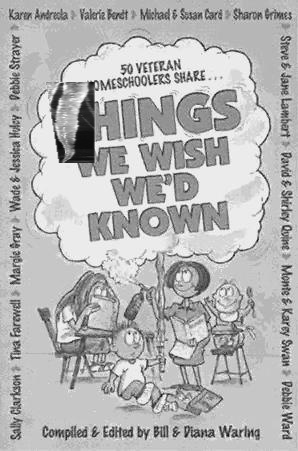 Karen Andreola » Valerie Bendt » Michael & Susan Card » Sharon Grimes
Steve & Jane Lambert » David & Shirley Quine » Monte & Karey Swan » Debbie Ward
Sally Clarkson » Tina Farewell » Margie Gray » Wade & Jessica Hulcy » Debbie Strayer
50 VETERAN
OMESCHOOLERS SHARE . . .
HINGS
WE WISH
WE'D
KNOWN
Compiled & Edited by Bill & Diana Waring